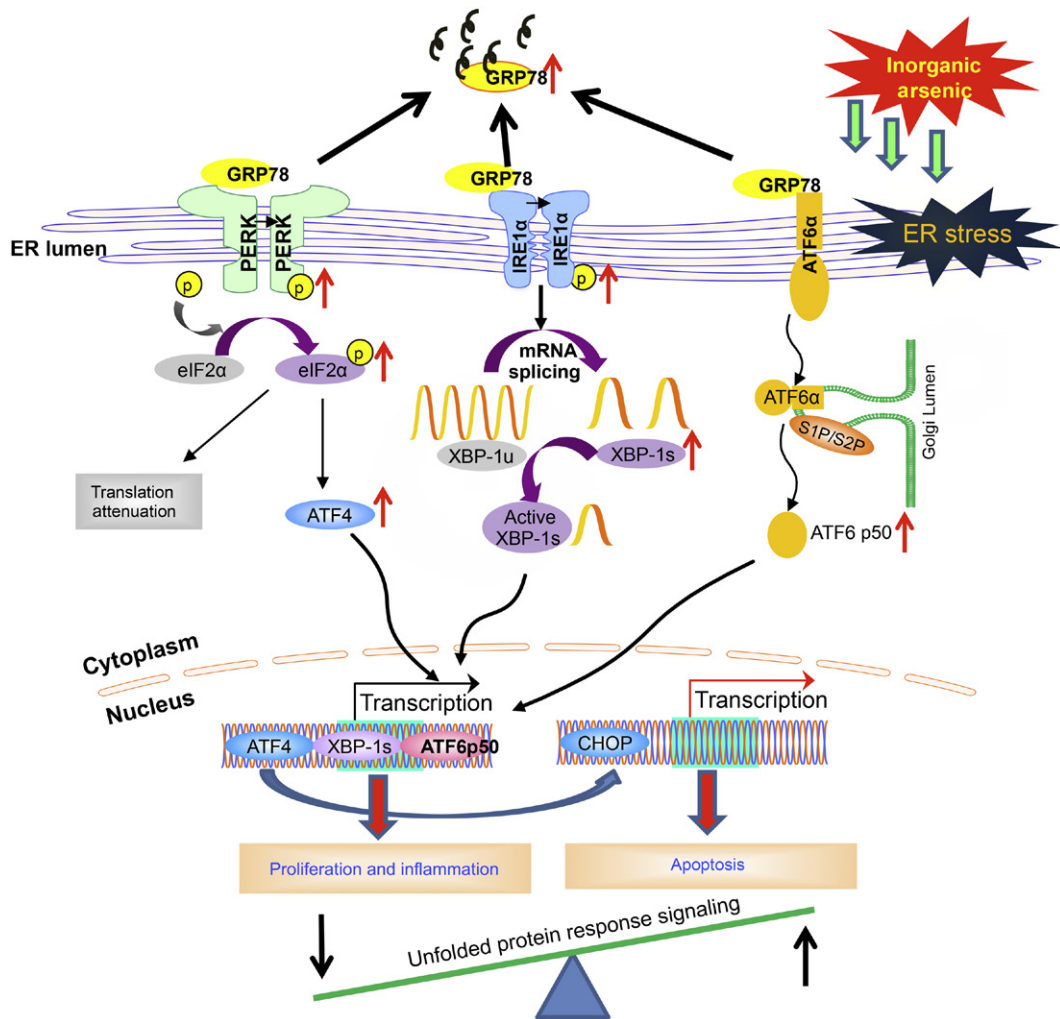 GRP78
Inorganic
arsenic
GRP78
GRP78
GRP78
PERK
PERK
IRE1α
IRE1α
ATF6α
ER lumen
ER stress
p
p
p
p
eIF2α
eIF2α
mRNA
splicing
ATF6α
S1P/S2P
Golgi Lumen
XBP-1u
XBP-1s
Translation
attenuation
ATF4
Active
XBP-1s
ATF6 p50
Cytoplasm
Nucleus
Transcription
Transcription
ATF4
XBP-1s
ATF6p50
CHOP
Proliferation and inflammation
Apoptosis
Unfolded protein response signaling